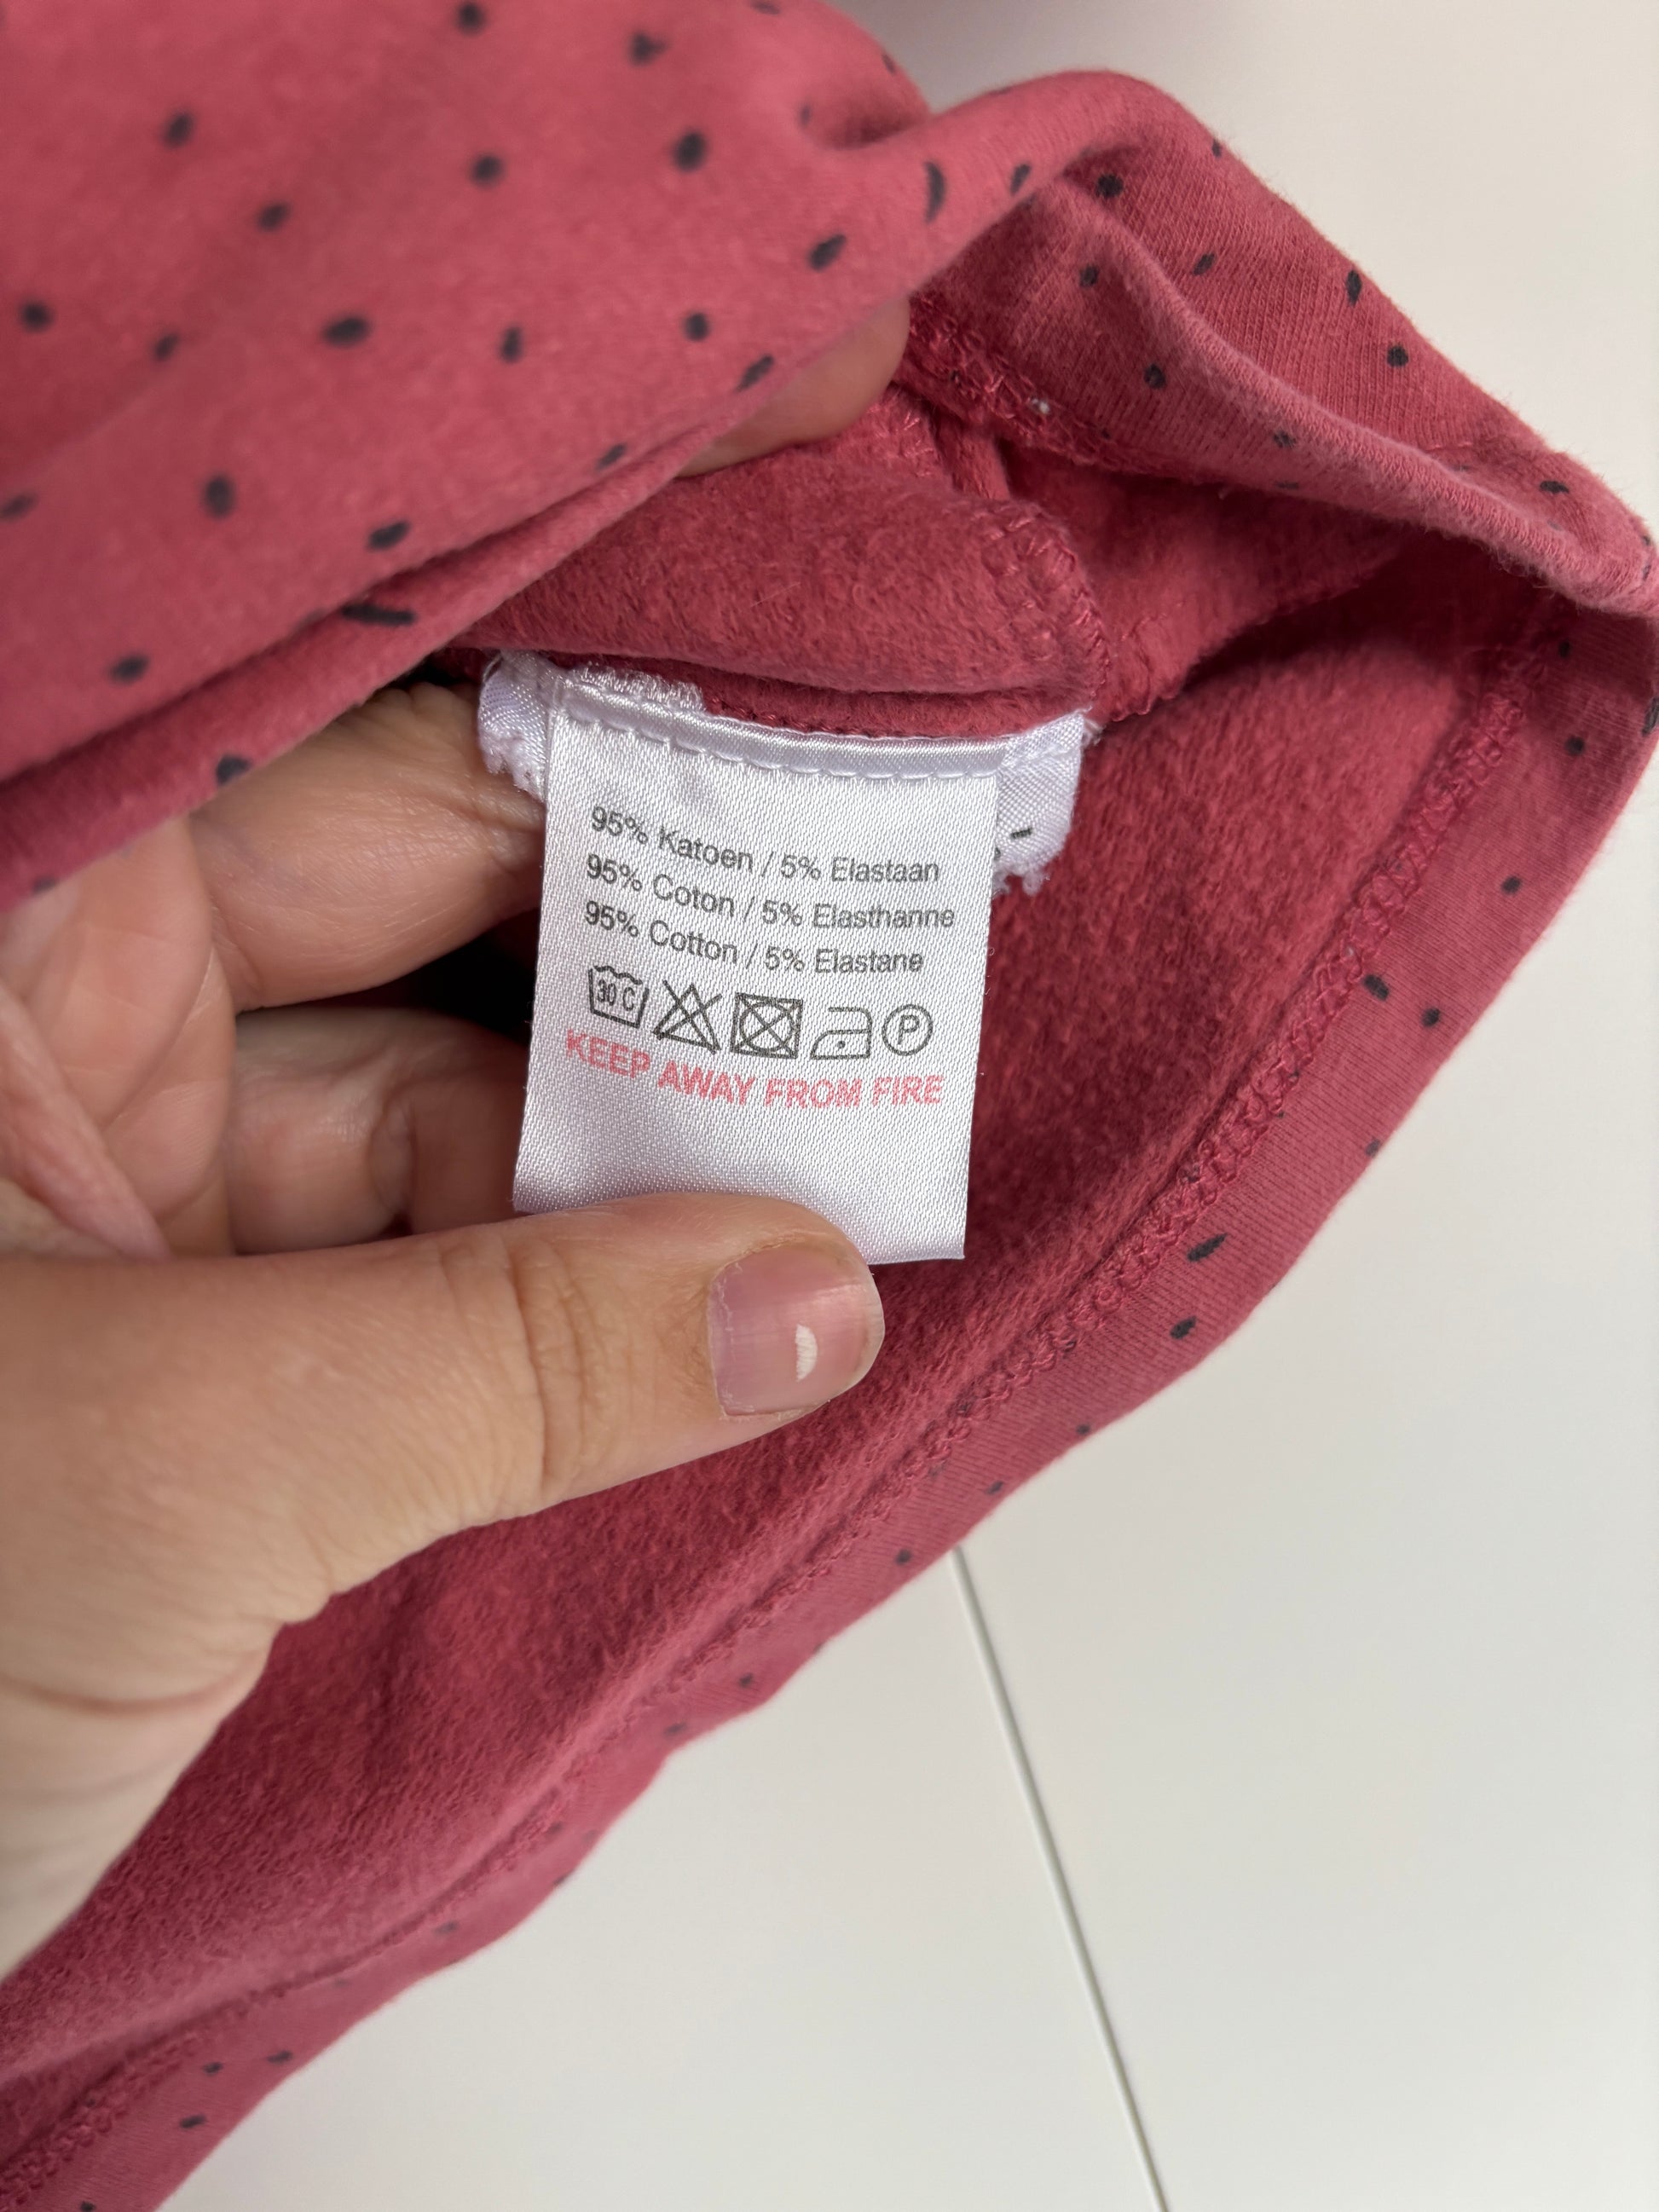 95% Katoen / 5% Elastaan
95% Coton / 5% Elasthanne
95% Cotton / 5% Elastane
30 C P
KEEP AWAY FROM FIRE